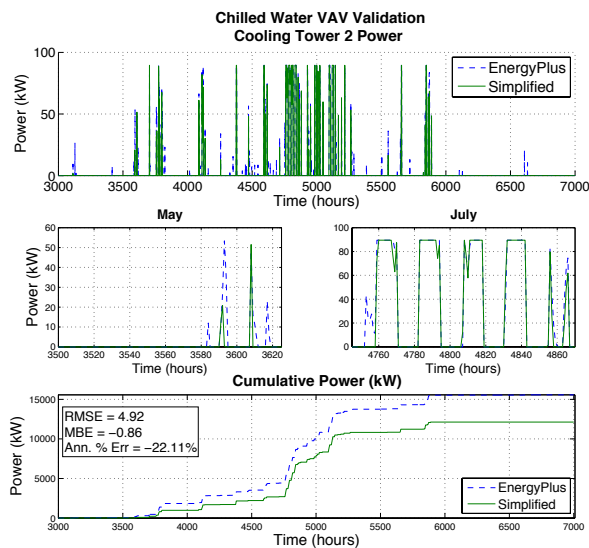 Chilled Water VAV Validation
Cooling Tower 2 Power
Power (kW)
100
50
0
EnergyPlus
Simplified
3000 3500 4000 4500 5000 5500 6000 6500 7000
Time (hours)
May
Power (kW)
60
50
40
30
20
10
0
3500 3520 3540 3560 3580 3600 3620
Time (hours)
July
Power (kW)
100
80
60
40
20
0
4760 4780 4800 4820 4840 4860
Time (hours)
Cumulative Power (kW)
Power (kW)
15000
10000
5000
0
RMSE = 4.92
MBE = −0.86
Ann. % Err = −22.11%
EnergyPlus
Simplified
3000 3500 4000 4500 5000 5500 6000 6500 7000
Time (hours)